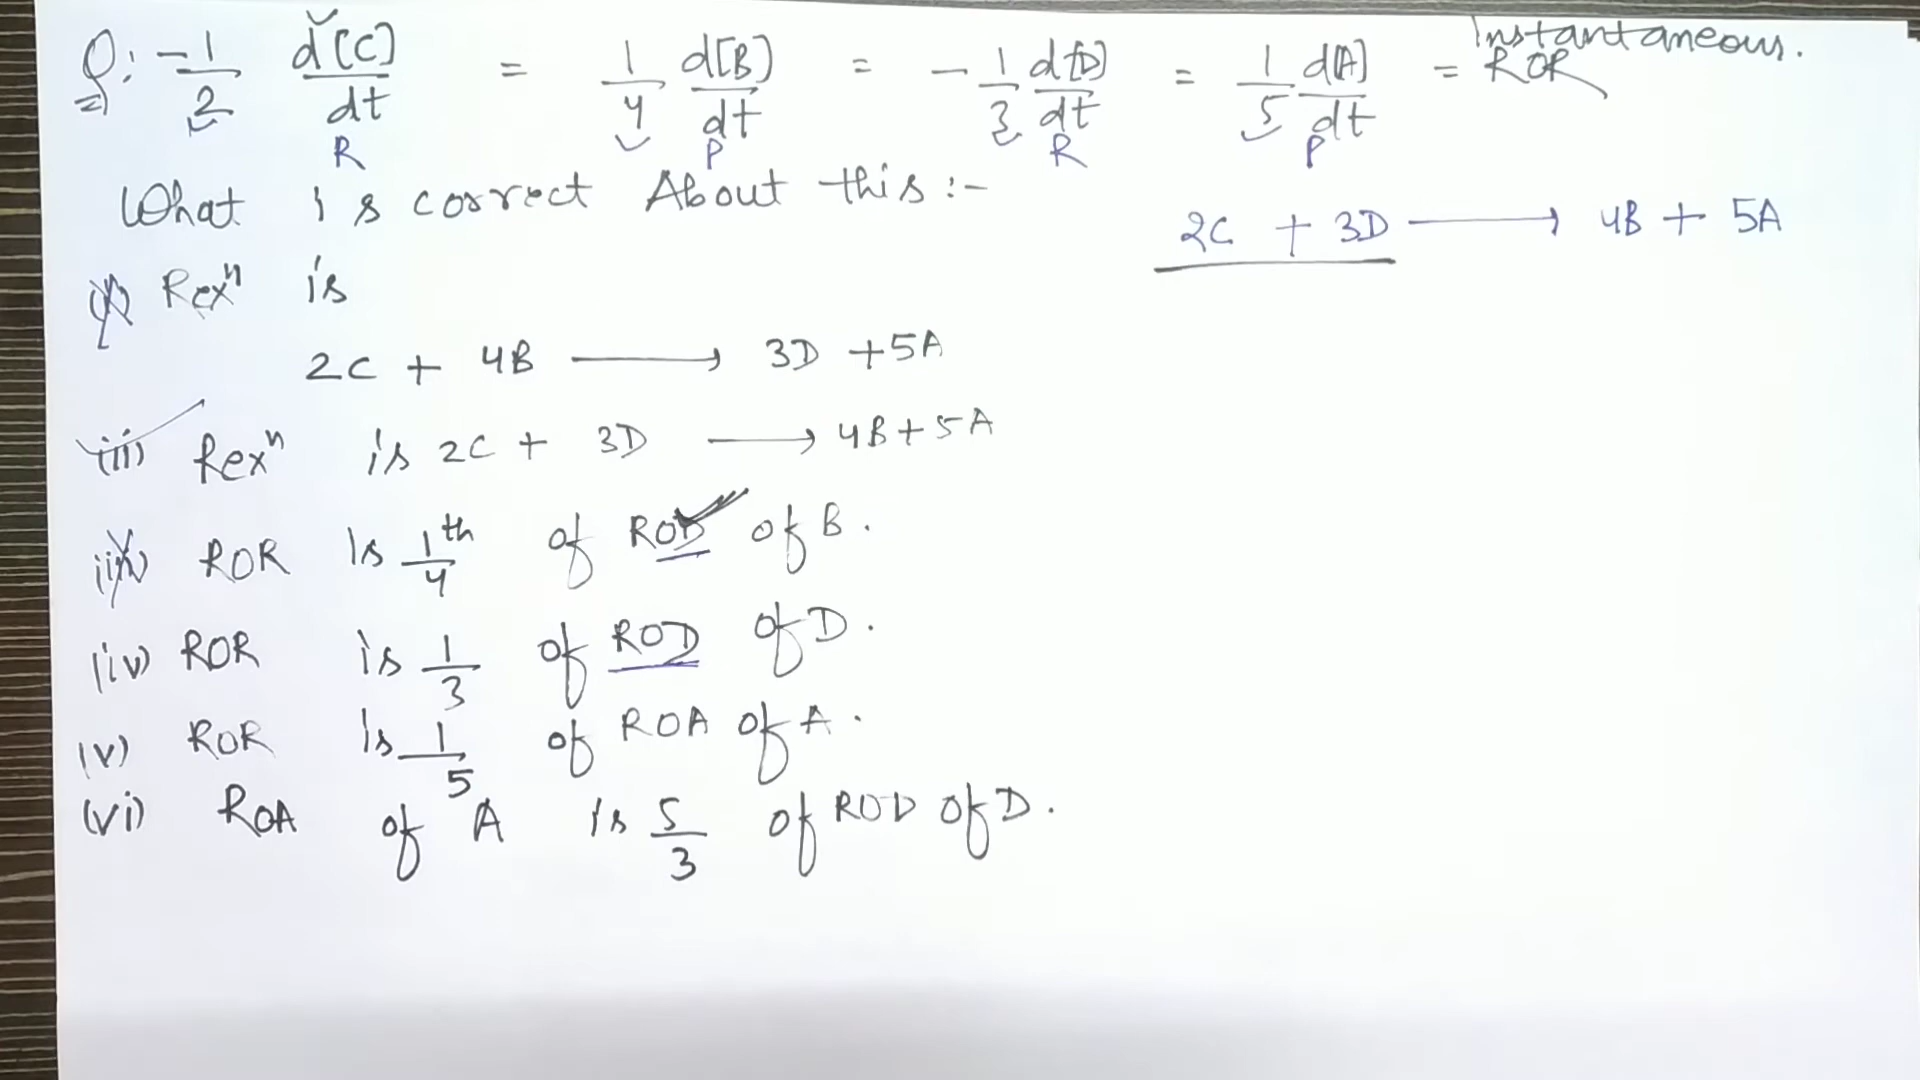 Q:- -1/2 d[C]/dt = 1/4 d[B]/dt = -1/3 d[D]/dt = 1/5 d[A]/dt = Instantaneous. ROR
R P R P
What is correct About this :-
2C + 3D ⟶ 4B + 5A
(i) Rexⁿ is
2C + 4B ⟶ 3D + 5A
(ii) Rexⁿ is 2C + 3D ⟶ 4B + 5A
(iii) ROR is 1/4 th of ROD of B.
(iv) ROR is 1/3 of ROD of D.
(v) ROR is 1/5 of ROA of A.
(vi) ROA of A is 5/3 of ROD of D.